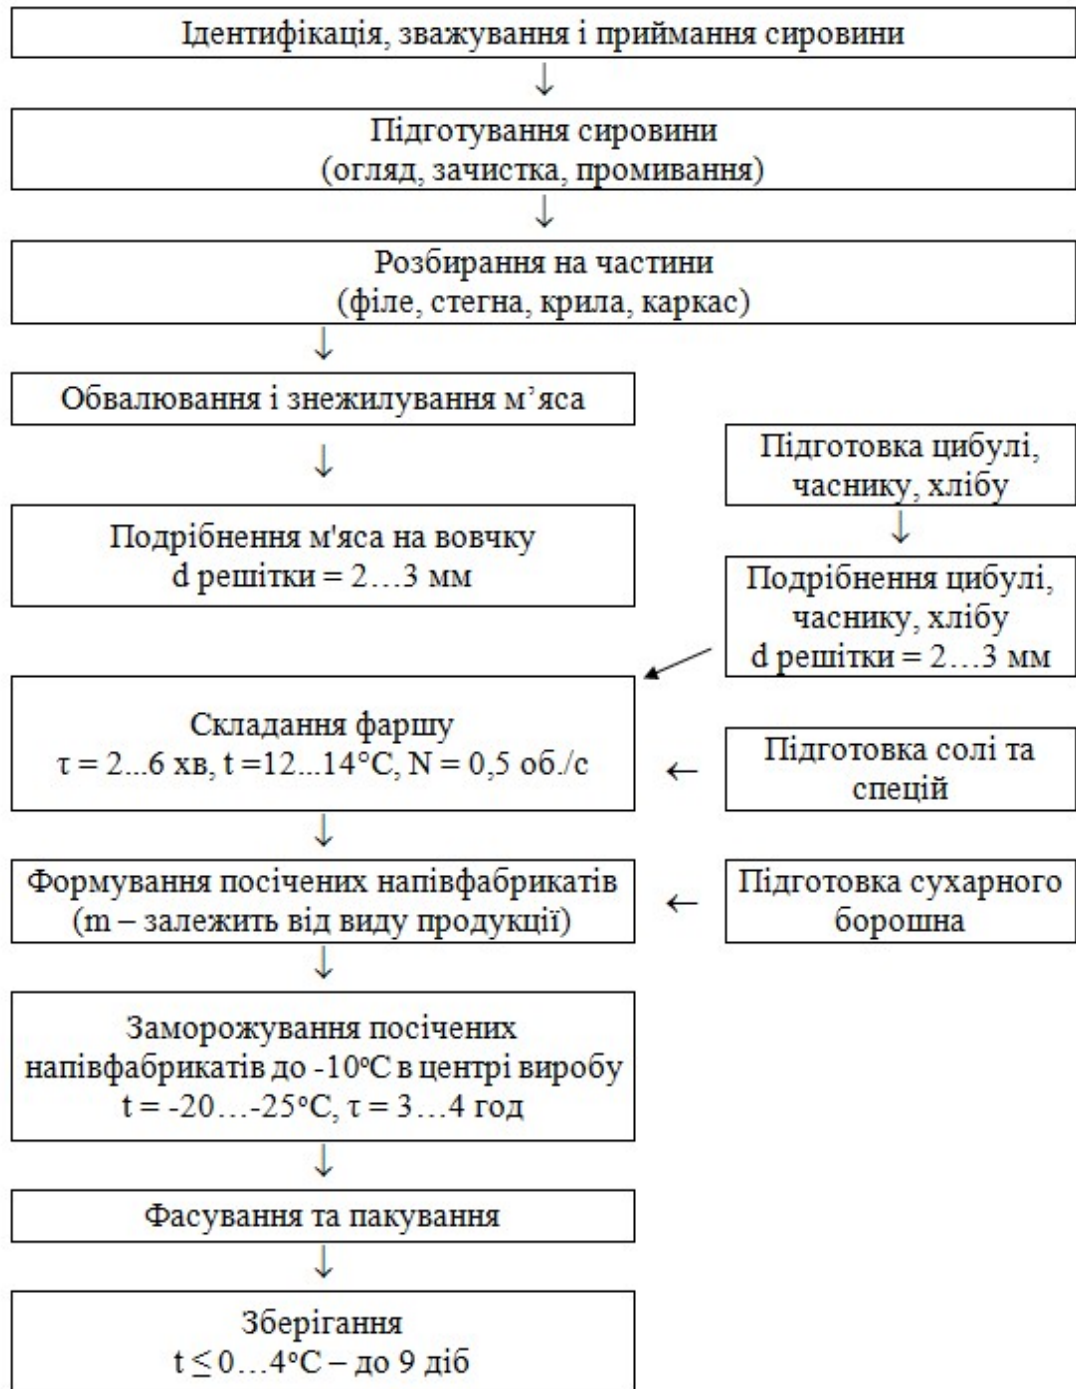 Ідентифікація, зважування і приймання сировини
↓
Підготування сировини
(огляд, зачистка, промивання)
↓
Розбирання на частини
(філе, стегна, крила, каркас)
↓
Обвалювання і знежилування м’яса
↓
Подрібнення м'яса на вовчку
d решітки = 2…3 мм
Підготовка цибулі,
часнику, хлібу
↓
Подрібнення цибулі,
часнику, хлібу
d решітки = 2…3 мм
Складання фаршу
τ = 2...6 хв, t =12...14°С, N = 0,5 об./с
←
Підготовка солі та
спецій
↓
Формування посічених напівфабрикатів
(m – залежить від виду продукції)
←
Підготовка сухарного
борошна
↓
Заморожування посічених
напівфабрикатів до -10°С в центрі виробу
t = -20…-25°С, τ = 3…4 год
↓
Фасування та пакування
↓
Зберігання
t ≤ 0…4°С – до 9 діб